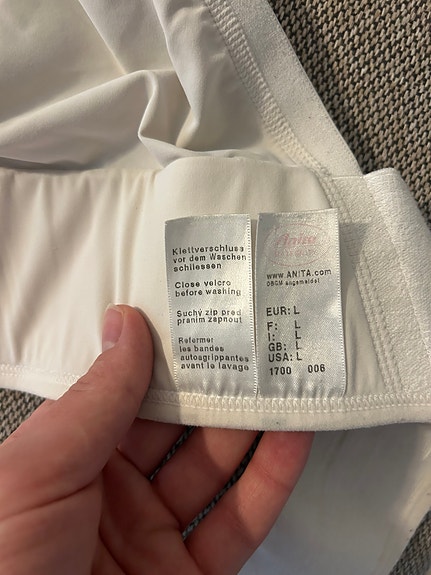 Klettverschluss
vor dem Waschen
schliessen
Close velcro
before washing
Suchy zip pred
pranim zapnout
Refermer
les bandes
autoagrippantes
avant le lavage
Anita
www.ANITA.com
DBGM angemeldet
EUR: L
F: L
I: L
GB: L
USA: L
1700 006